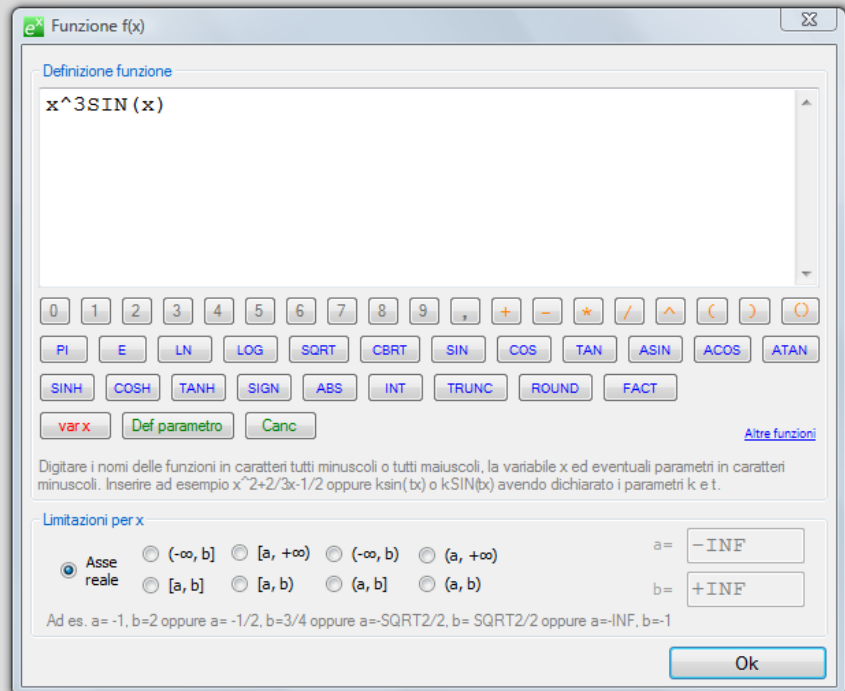 e^x Funzione f(x)
Definizione funzione
x^3SIN(x)
0 1 2 3 4 5 6 7 8 9 , + - * / ^ ( ) ()
PI E LN LOG SQRT CBRT SIN COS TAN ASIN ACOS ATAN
SINH COSH TANH SIGN ABS INT TRUNC ROUND FACT
var x Def parametro Canc Altre funzioni
Digitare i nomi delle funzioni in caratteri tutti minuscoli o tutti maiuscoli, la variabile x ed eventuali parametri in caratteri
minuscoli. Inserire ad esempio x^2+2/3x-1/2 oppure ksin(tx) o kSIN(tx) avendo dichiarato i parametri k e t.
Limitazioni per x
Asse reale (-∞, b] [a, +∞) (-∞, b) (a, +∞) a= -INF
[a, b] [a, b) (a, b] (a, b) b= +INF
Ad es. a= -1, b=2 oppure a= -1/2, b=3/4 oppure a=-SQRT2/2, b= SQRT2/2 oppure a=-INF, b=-1
Ok